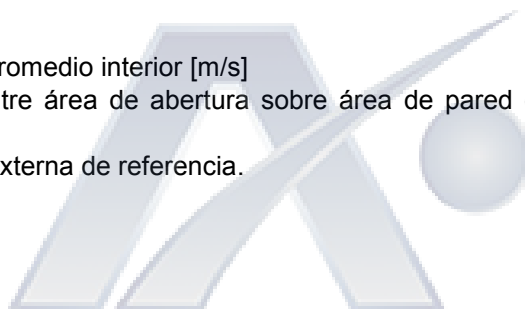 romedio interior [m/s]
tre área de abertura sobre área de pared
xterna de referencia.